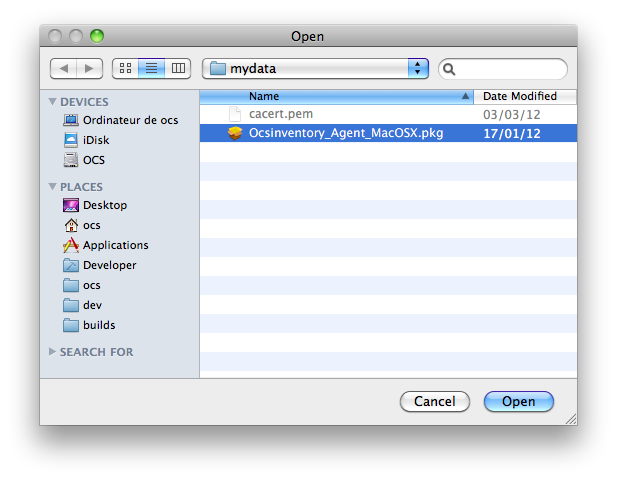 Open
mydata
Name Date Modified
cacert.pem 03/03/12
Ocsinventory_Agent_MacOSX.pkg 17/01/12
DEVICES
Ordinateur de ocs
iDisk
OCS
PLACES
Desktop
ocs
Applications
Developer
ocs
dev
builds
SEARCH FOR
Cancel Open